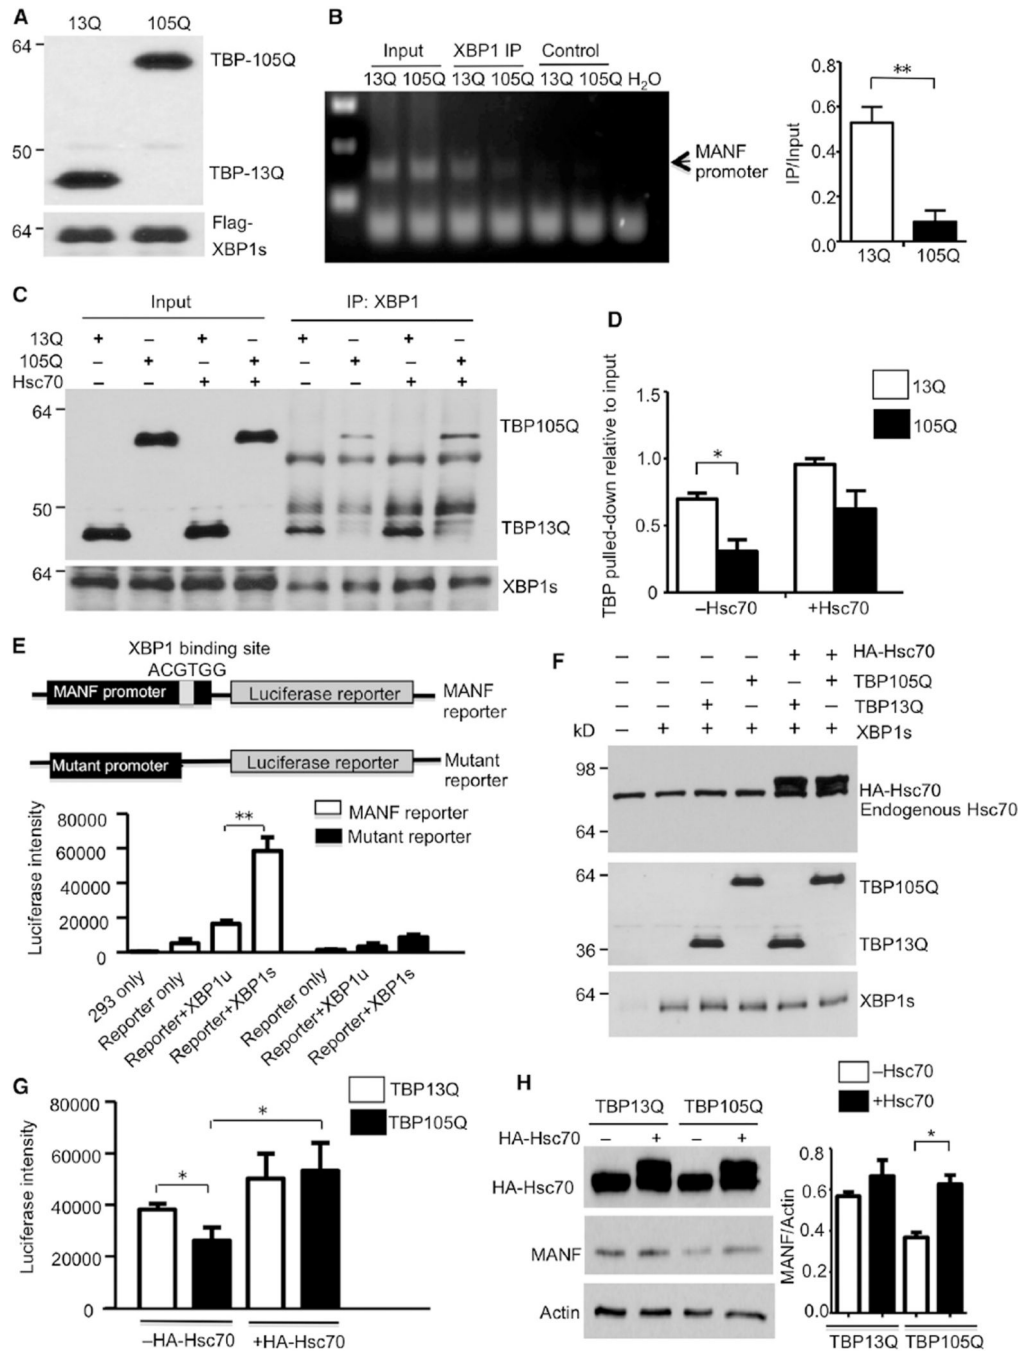 A
13Q 105Q
64
TBP-105Q
50
TBP-13Q
64
Flag-
XBP1s
B
Input XBP1 IP Control
13Q 105Q 13Q 105Q 13Q 105Q H2O
MANF
promoter
IP/Input
0.8
**
0.6
0.4
0.2
0.0
13Q 105Q
C
Input IP: XBP1
13Q + – + – + – + –
105Q – + – + – + – +
Hsc70 – – + + – – + +
64
TBP105Q
50
TBP13Q
64
XBP1s
D
TBP pulled-down relative to input
13Q
105Q
1.5
1.0
*
0.5
0
–Hsc70 +Hsc70
E
XBP1 binding site
ACGTGG
MANF promoter Luciferase reporter MANF
reporter
Mutant promoter Luciferase reporter Mutant
reporter
Luciferase intensity
80000
60000
40000
20000
0
**
MANF reporter
Mutant reporter
293 only
Reporter only
Reporter+XBP1u
Reporter+XBP1s
Reporter only
Reporter+XBP1u
Reporter+XBP1s
F
– – – – + + HA-Hsc70
– – – + – + TBP105Q
– – + – + – TBP13Q
kD – + + + + + XBP1s
98
HA-Hsc70
Endogenous Hsc70
64
64
TBP105Q
36
TBP13Q
64
XBP1s
G
Luciferase intensity
TBP13Q
TBP105Q
80000
60000
40000
20000
0
*
*
–HA-Hsc70 +HA-Hsc70
H
TBP13Q TBP105Q
HA-Hsc70 – + – +
HA-Hsc70
MANF
Actin
–Hsc70
+Hsc70
MANF/Actin
0.8
*
0.6
0.4
0.2
0.0
TBP13Q TBP105Q